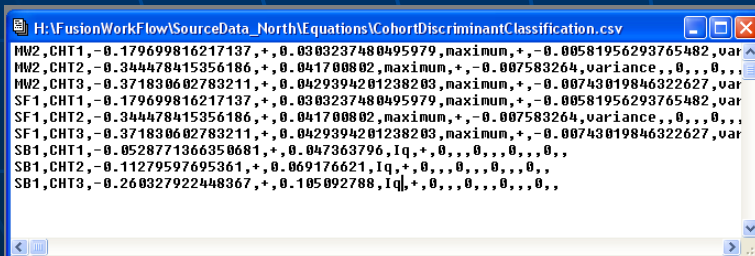 H:\FusionWorkFlow\SourceData_North\Equations\CohortDiscriminantClassification.csv
MW2,CHT1,-0.179699816217137,+,0.0303237480495979,maximum,+,-0.00581956293765482,var
MW2,CHT2,-0.344478415356186,+,0.041700802,maximum,+,-0.007583264,variance,,0,,,0,,,
MW2,CHT3,-0.371830602783211,+,0.0429394201238203,maximum,+,-0.00743019846322627,var
SF1,CHT1,-0.179699816217137,+,0.0303237480495979,maximum,+,-0.00581956293765482,var
SF1,CHT2,-0.344478415356186,+,0.041700802,maximum,+,-0.007583264,variance,,0,,,0,,,
SF1,CHT3,-0.371830602783211,+,0.0429394201238203,maximum,+,-0.00743019846322627,var
SB1,CHT1,-0.0528771366350681,+,0.047363796,Iq,+,0,,,0,,,0,,,0,,
SB1,CHT2,-0.11279597695361,+,0.069176621,Iq,+,0,,,0,,,0,,,0,,
SB1,CHT3,-0.260327922448367,+,0.105092788,Iq,+,0,,,0,,,0,,,0,,